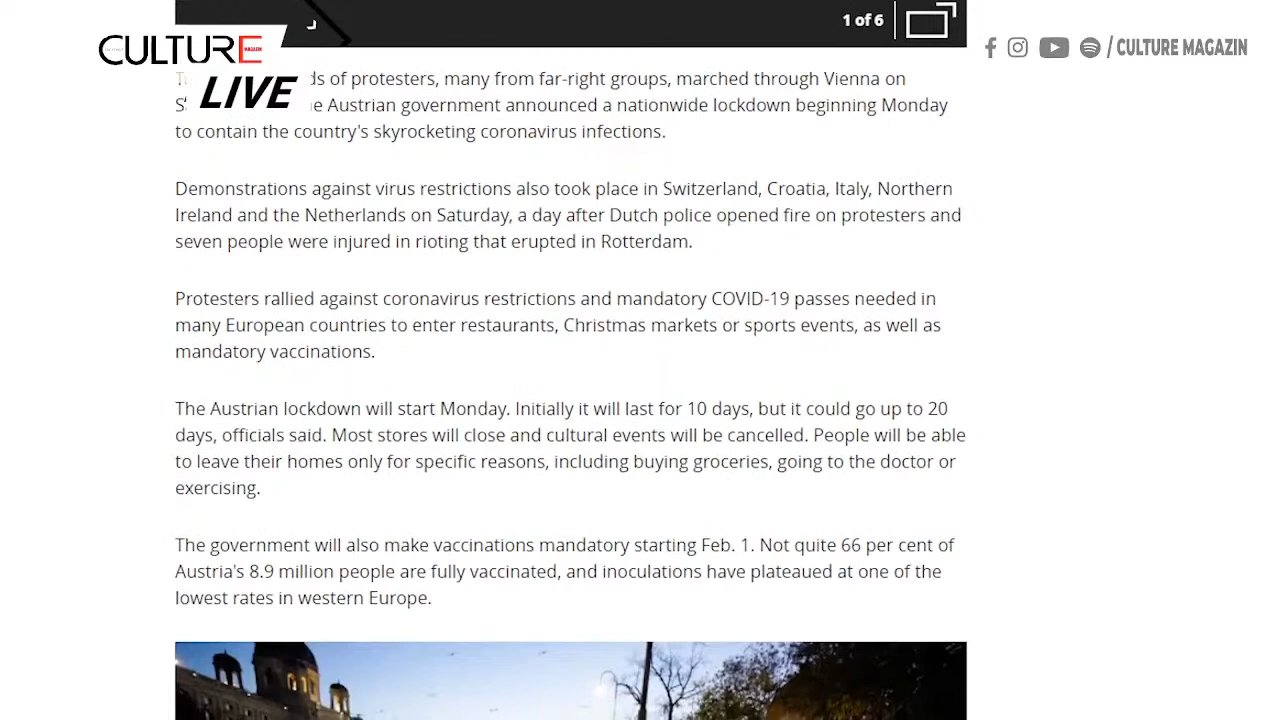 1 of 6
CULTURE
MAGAZIN
LIVE
/ CULTURE MAGAZIN
ds of protesters, many from far-right groups, marched through Vienna on
e Austrian government announced a nationwide lockdown beginning Monday
to contain the country's skyrocketing coronavirus infections.
Demonstrations against virus restrictions also took place in Switzerland, Croatia, Italy, Northern
Ireland and the Netherlands on Saturday, a day after Dutch police opened fire on protesters and
seven people were injured in rioting that erupted in Rotterdam.
Protesters rallied against coronavirus restrictions and mandatory COVID-19 passes needed in
many European countries to enter restaurants, Christmas markets or sports events, as well as
mandatory vaccinations.
The Austrian lockdown will start Monday. Initially it will last for 10 days, but it could go up to 20
days, officials said. Most stores will close and cultural events will be cancelled. People will be able
to leave their homes only for specific reasons, including buying groceries, going to the doctor or
exercising.
The government will also make vaccinations mandatory starting Feb. 1. Not quite 66 per cent of
Austria's 8.9 million people are fully vaccinated, and inoculations have plateaued at one of the
lowest rates in western Europe.